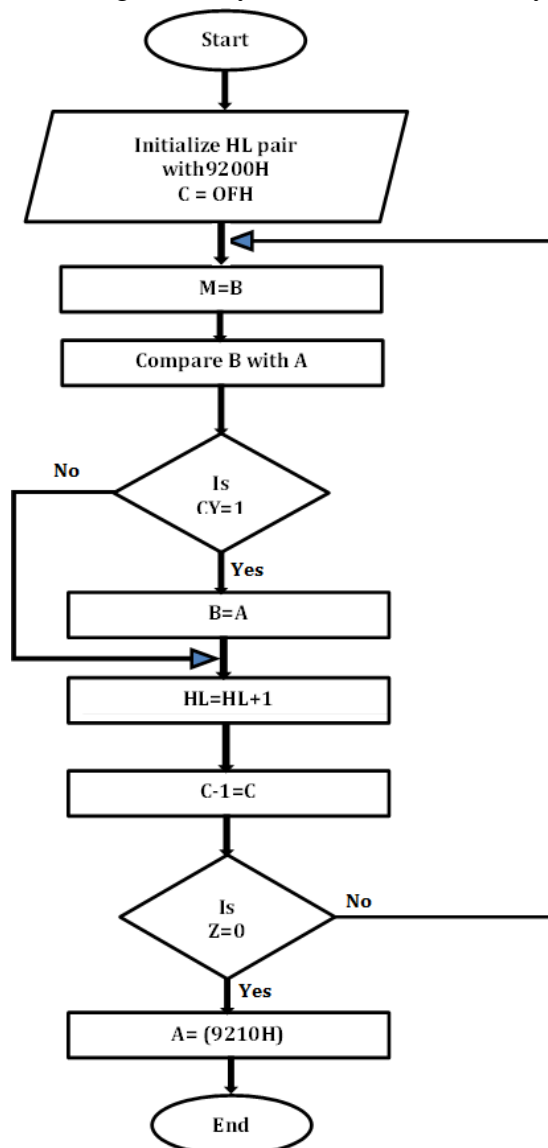 Start
Initialize HL pair
with9200H
C = OFH
M=B
Compare B with A
No
Is
CY=1
Yes
B=A
HL=HL+1
C-1=C
Is
Z=0
No
Yes
A= (9210H)
End